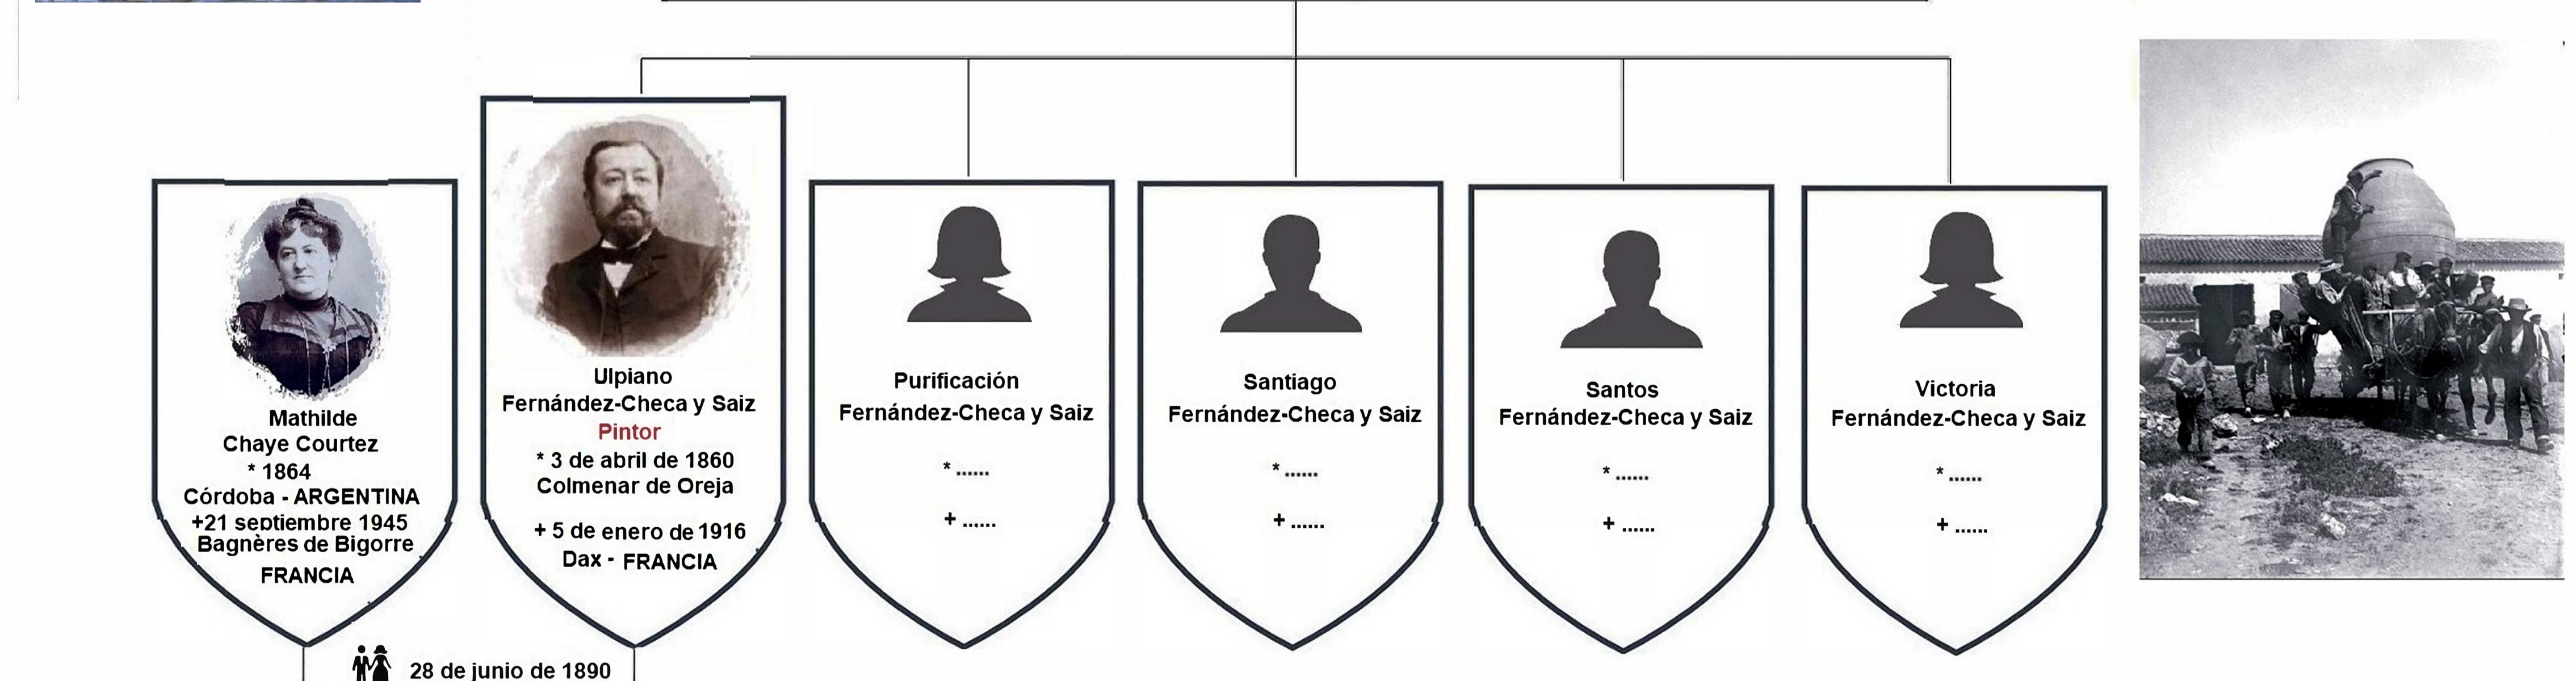 Mathilde
Chaye Courtez
* 1864
Córdoba - ARGENTINA
+21 septiembre 1945
Bagnères de Bigorre
FRANCIA
Ulpiano
Fernández-Checa y Saiz
Pintor
* 3 de abril de 1860
Colmenar de Oreja
+ 5 de enero de 1916
Dax - FRANCIA
Purificación
Fernández-Checa y Saiz
* ......
+ ......
Santiago
Fernández-Checa y Saiz
* ......
+ ......
Santos
Fernández-Checa y Saiz
* ......
+ ......
Victoria
Fernández-Checa y Saiz
* ......
+ ......
28 de junio de 1890